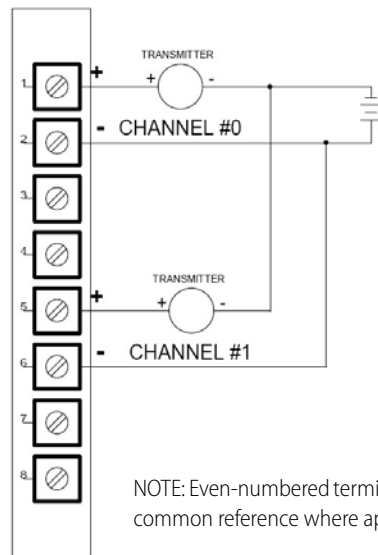 TRANSMITTER
1 + + -
2 - CHANNEL #0
3
4
TRANSMITTER
5 + + -
6 - CHANNEL #1
7
8
NOTE: Even-numbered
common reference where